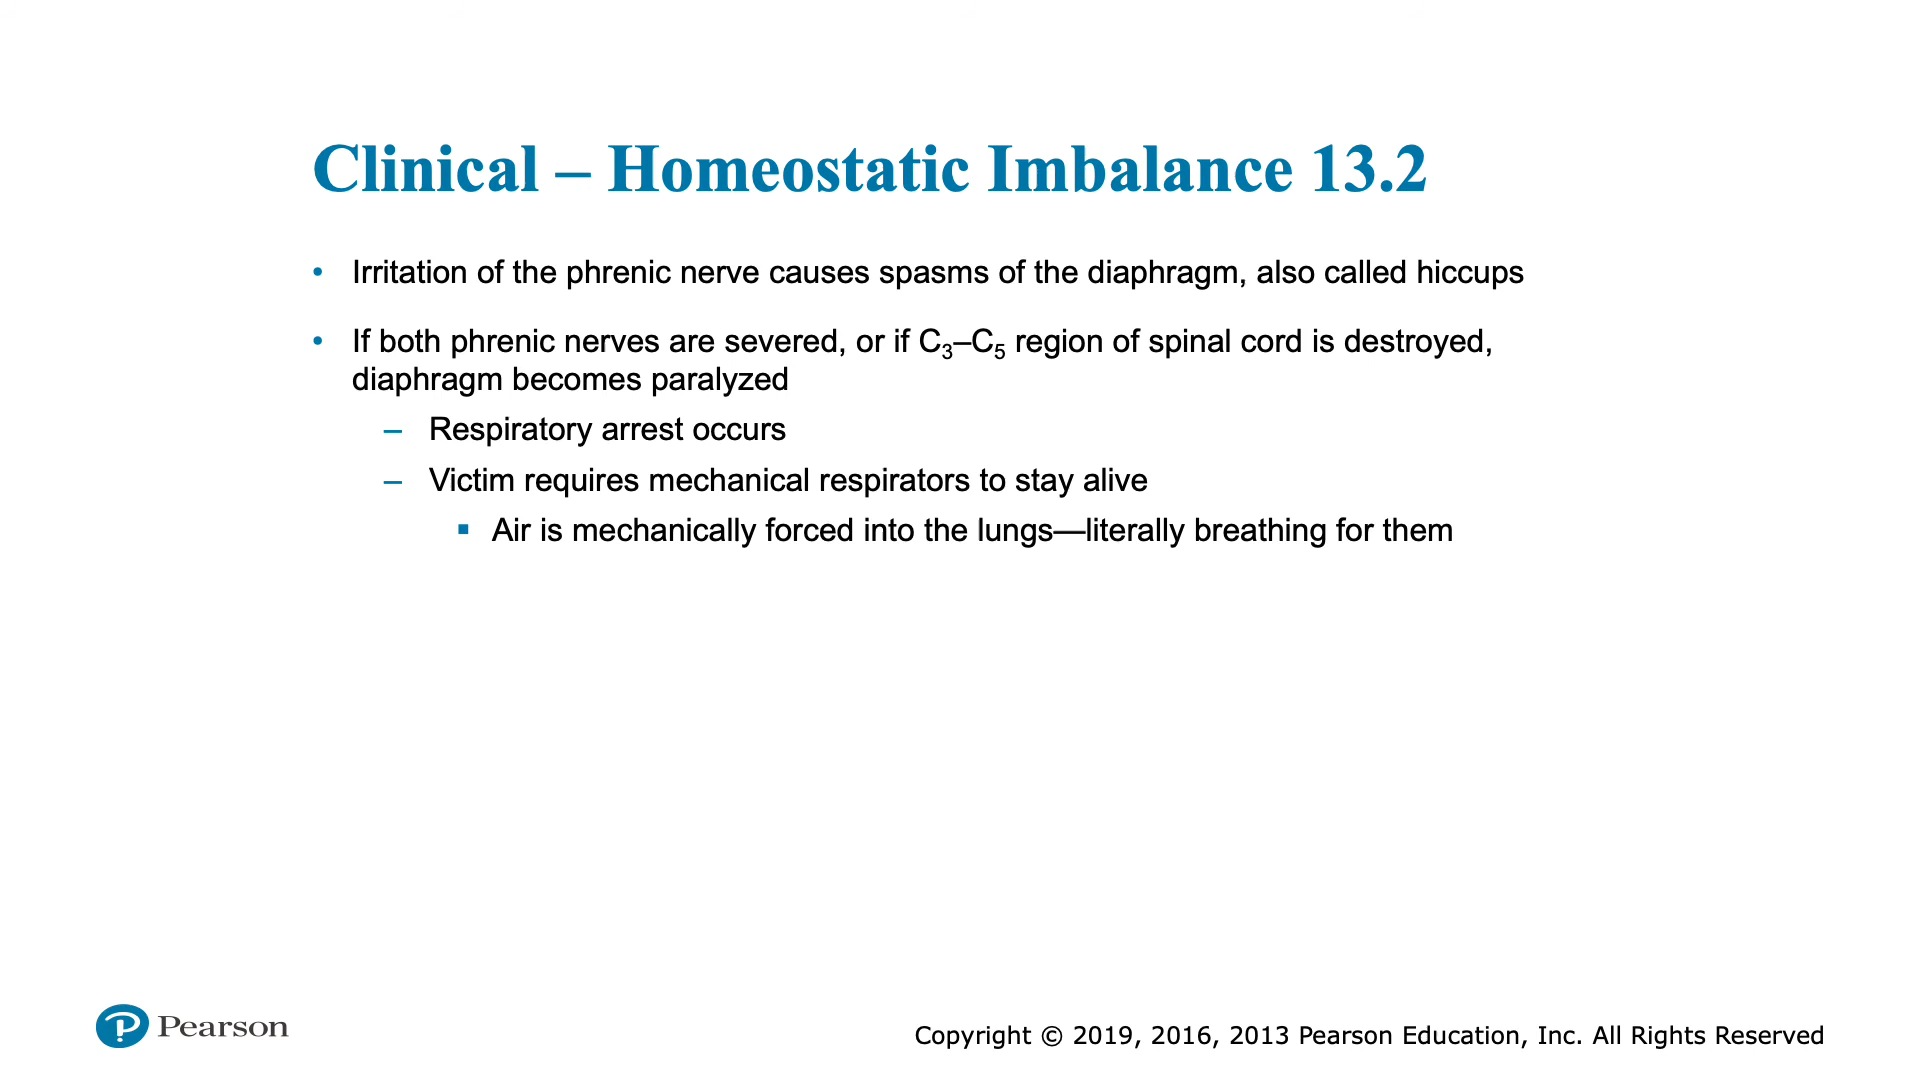 Clinical – Homeostatic Imbalance 13.2
• Irritation of the phrenic nerve causes spasms of the diaphragm, also called hiccups
• If both phrenic nerves are severed, or if C₃–C₅ region of spinal cord is destroyed,
diaphragm becomes paralyzed
– Respiratory arrest occurs
– Victim requires mechanical respirators to stay alive
▪ Air is mechanically forced into the lungs—literally breathing for them
Pearson
Copyright © 2019, 2016, 2013 Pearson Education, Inc. All Rights Reserved